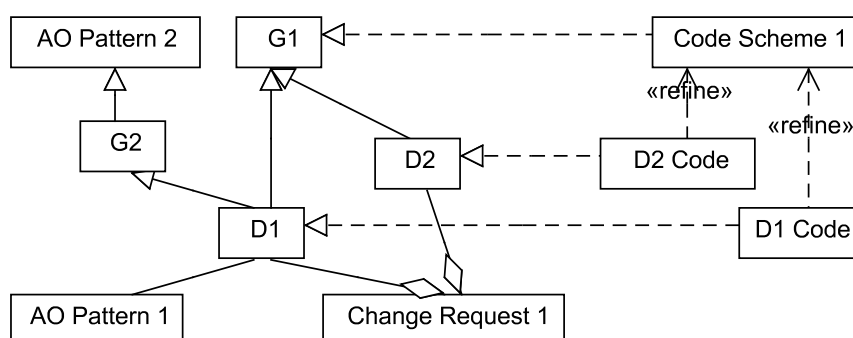 AO Pattern 2
G1
Code Scheme 1
«refine»
«refine»
G2
D2
D2 Code
D1
D1 Code
AO Pattern 1
Change Request 1